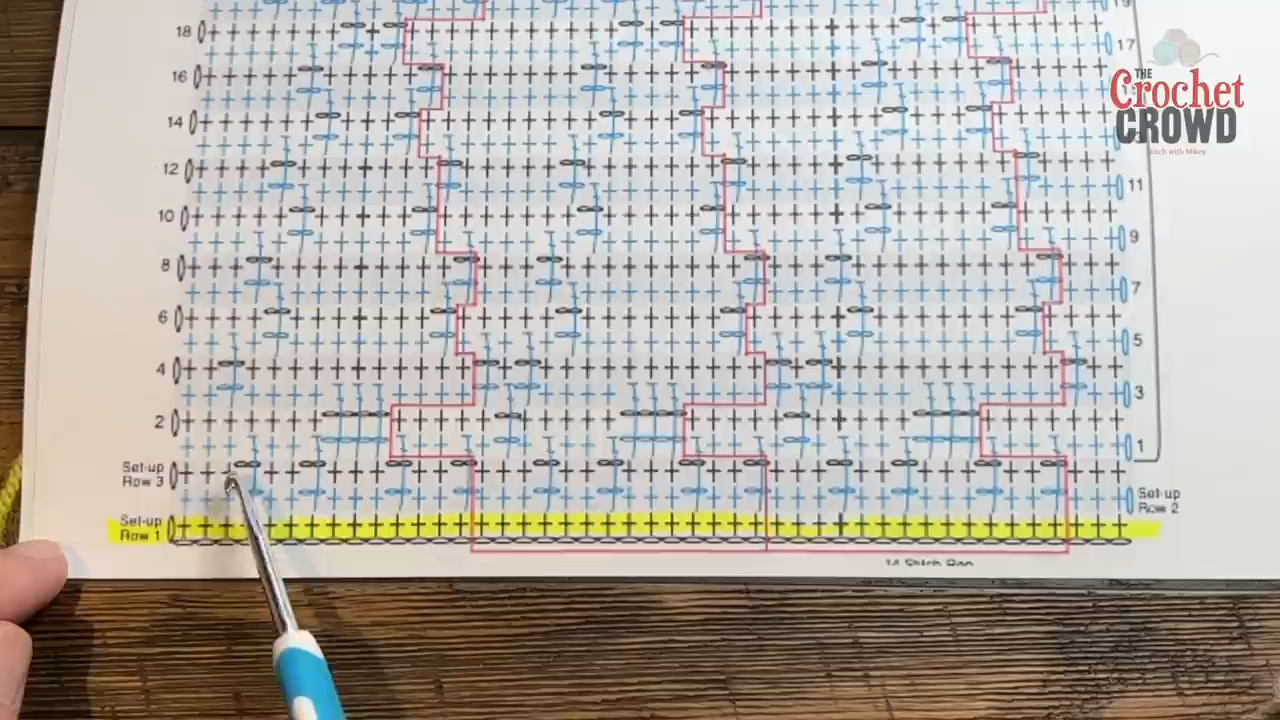 18
17
16
14
12
11
10
9
8
7
6
5
4
3
2
1
Set-up
Row 3
Set-up
Row 2
Set-up
Row 1
THE
Crochet
CROWD